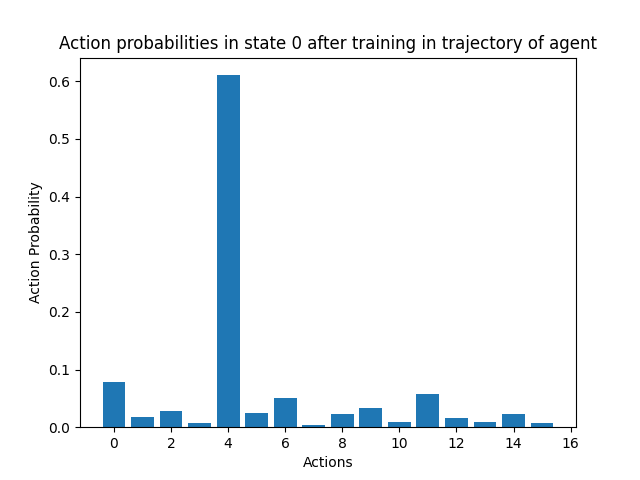 Action probabilities in state 0 after training in trajectory of agent
0.6
0.5
0.4
0.3
0.2
0.1
0.0
Action Probability
0 2 4 6 8 10 12 14 16
Actions